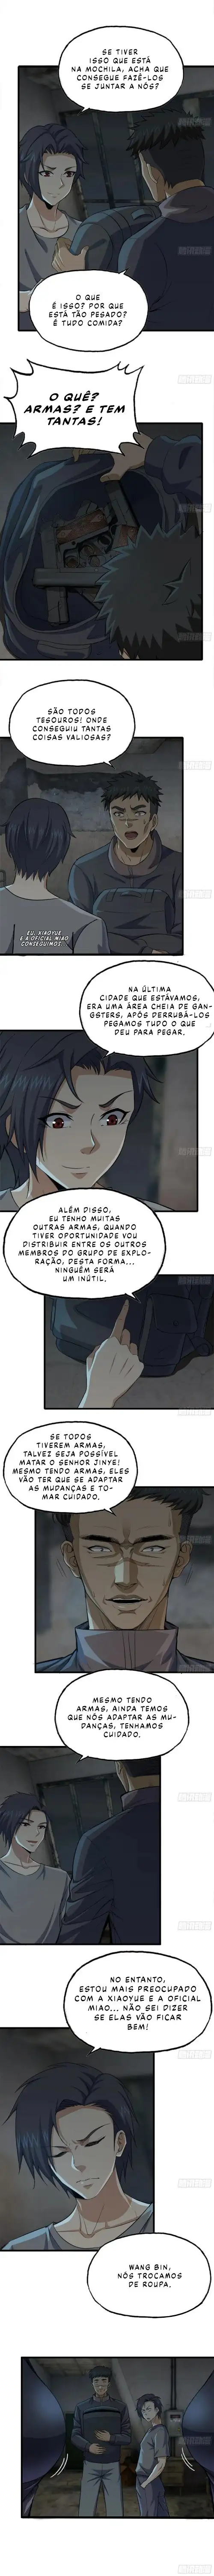 SE TIVER
ISSO QUE ESTÁ
NA MOCHILA, ACHA QUE
CONSEGUE FAZÊ-LOS
SE JUNTAR A NÓS?
O QUE
É ISSO? POR QUE
ESTÁ TÃO PESADO?
É TUDO COMIDA?
O QUÊ?
ARMAS? E TEM
TANTAS!
SÃO TODOS
TESOUROS! ONDE
CONSEGUIU TANTAS
COISAS VALIOSAS?
EU, XIAOYUE
E A OFICIAL MIAO
CONSEGUIMOS.
NA ÚLTIMA
CIDADE QUE ESTÁVAMOS,
ERA UMA ÁREA CHEIA DE GAN-
GSTERS, APÓS DERRUBÁ-LOS
PEGAMOS TUDO O QUE
DEU PARA PEGAR.
ALÉM DISSO,
EU TENHO MUITAS
OUTRAS ARMAS, QUANDO
TIVER OPORTUNIDADE VOU
DISTRIBUIR ENTRE OS OUTROS
MEMBROS DO GRUPO DE EXPLO-
RAÇÃO, DESTA FORMA...
NINGUÉM SERÁ
UM INÚTIL.
SE TODOS
TIVEREM ARMAS,
TALVEZ SEJA POSSÍVEL
MATAR O SENHOR JINYE!
MESMO TENDO ARMAS, ELES
VÃO TER QUE SE ADAPTAR
AS MUDANÇAS E TO-
MAR CUIDADO.
MESMO TENDO
ARMAS, AINDA TEMOS
QUE NÓS ADAPTAR AS MU-
DANÇAS, TENHAMOS
CUIDADO.
NO ENTANTO,
ESTOU MAIS PREOCUPADO
COM A XIAOYUE E A OFICIAL
MIAO... NÃO SEI DIZER
SE ELAS VÃO FICAR
BEM!
WANG BIN,
NÓS TROCAMOS
DE ROUPA.